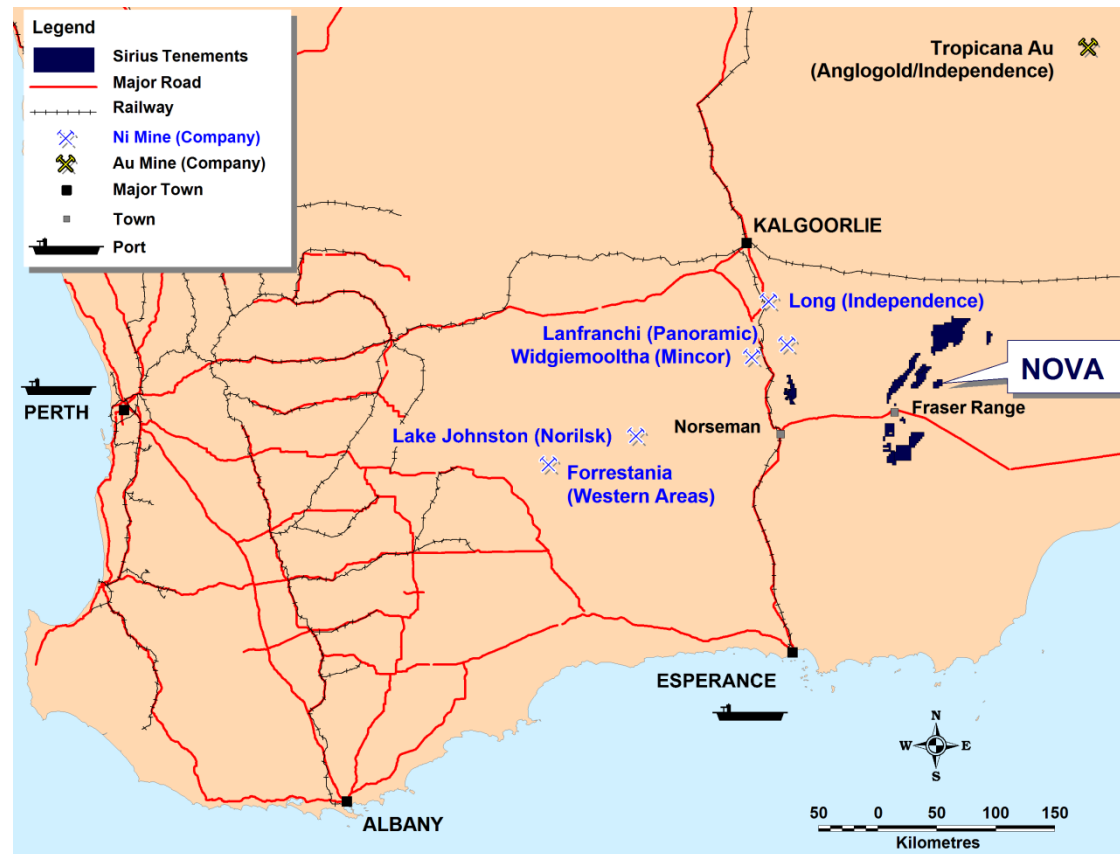 Legend
Sirius Tenements
Major Road
Railway
Ni Mine (Company)
Au Mine (Company)
Major Town
Town
Port
Tropicana Au
(Anglogold/Independence)
KALGOORLIE
Long (Independence)
Lanfranchi (Panoramic)
Widgiemooltha (Mincor)
NOVA
PERTH
Fraser Range
Norseman
Lake Johnston (Norilsk)
Forrestania
(Western Areas)
ESPERANCE
N
W E
S
ALBANY
50 0 50 100 150
Kilometres